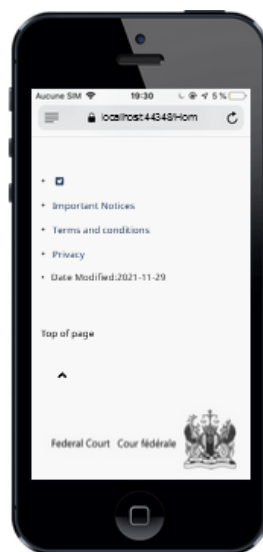 Aucune SIM 19:30 5 %
localhost:44348/Hom
Important Notices
Terms and conditions
Privacy
Date Modified:2021-11-29
Top of page
Federal Court Cour fédérale